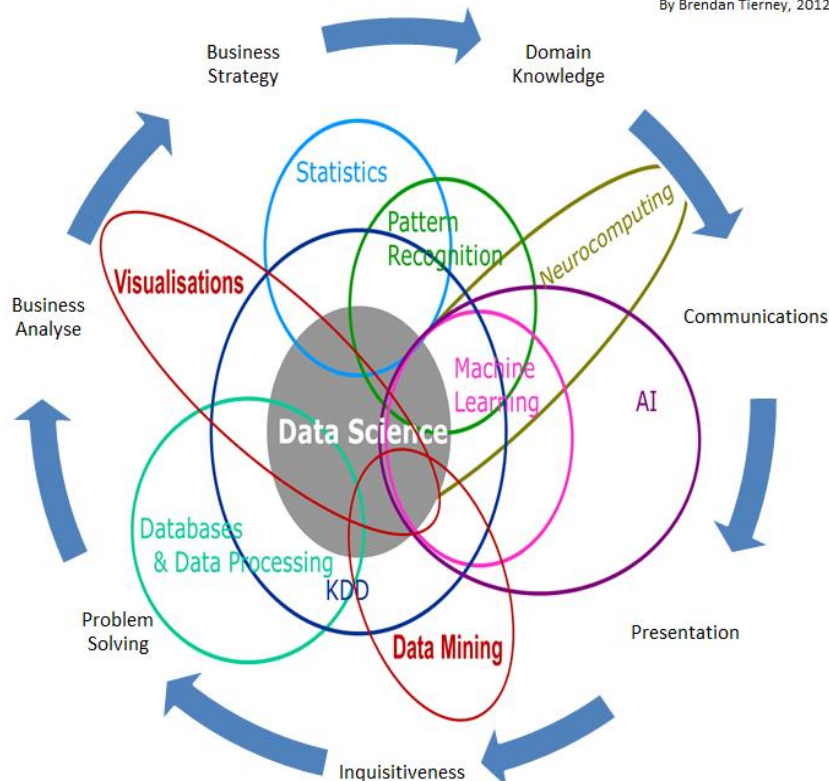 By Brendan Tierney, 2012
Business
Strategy
Domain
Knowledge
Statistics
Pattern
Recognition
Neurocomputing
Visualisations
Business
Analyse
Communications
Machine
Learning
AI
Data Science
Databases
& Data Processing
KDD
Problem
Solving
Data Mining
Presentation
Inquisitiveness